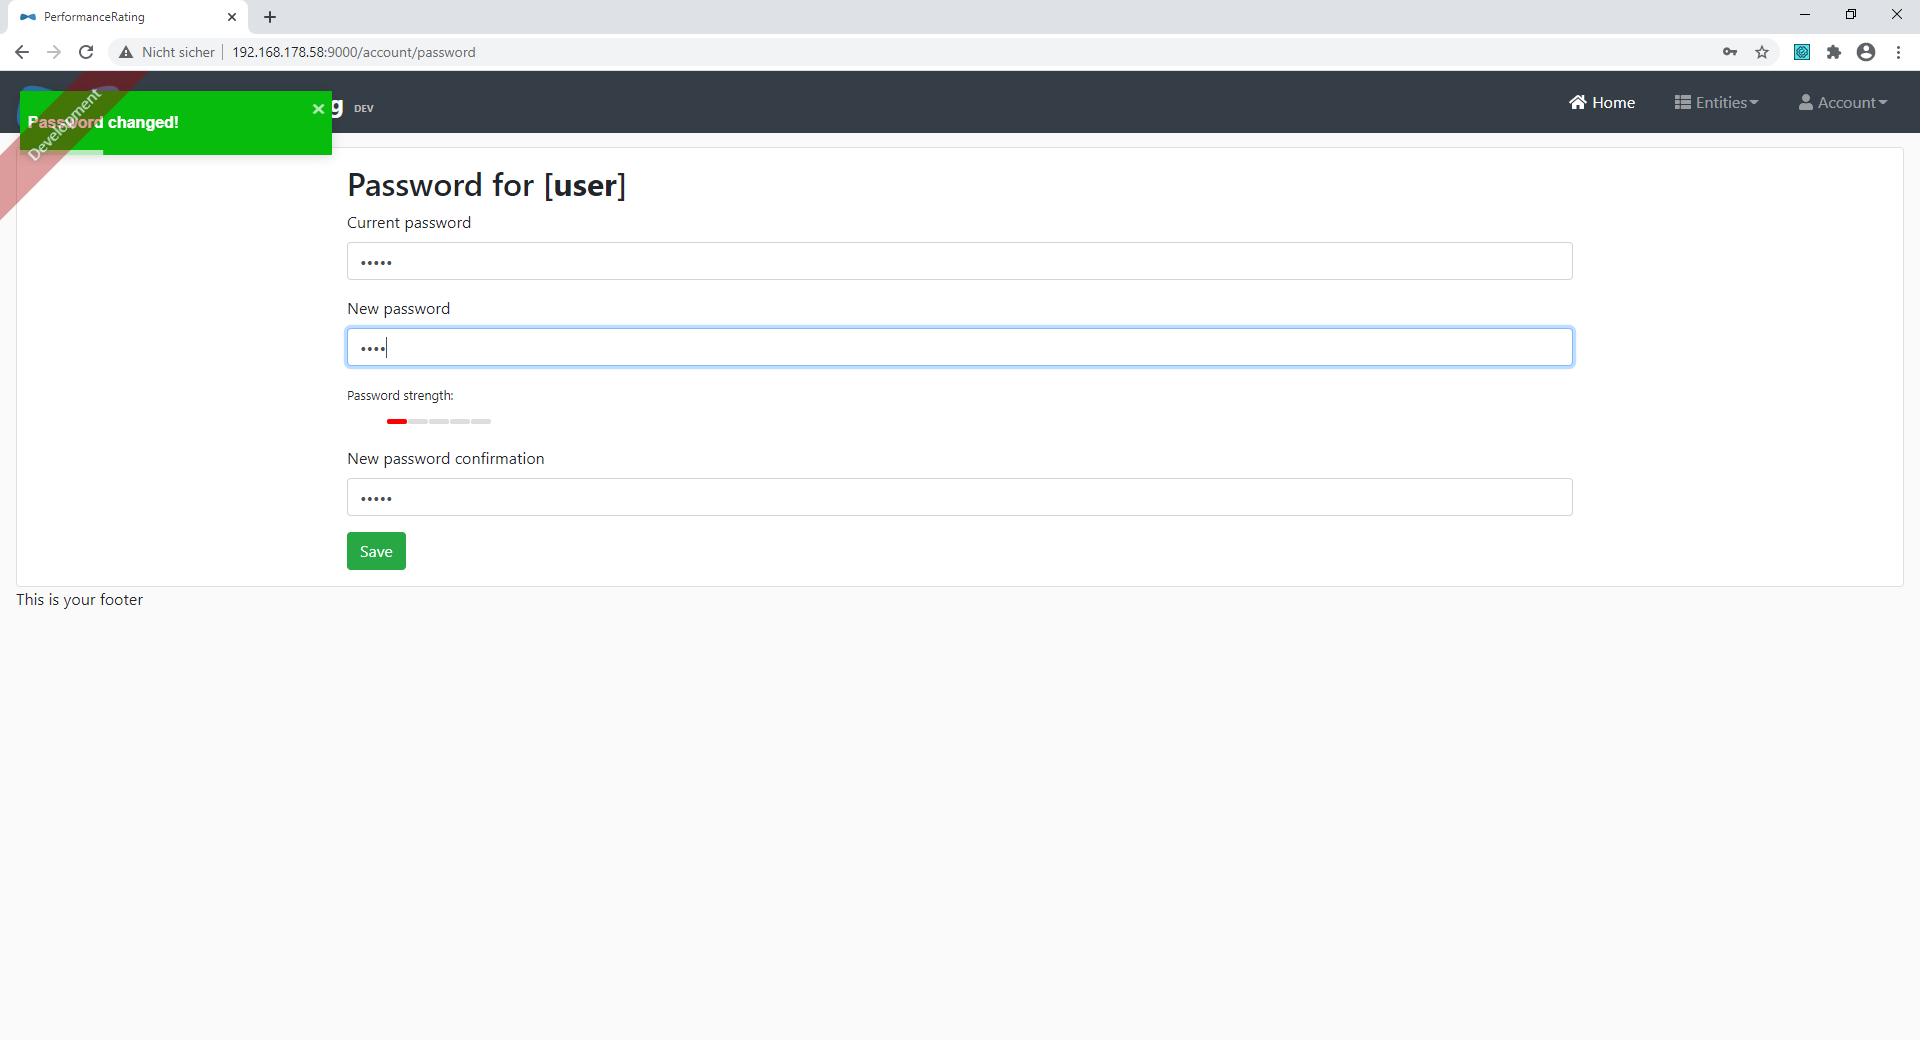 PerformanceRating
Nicht sicher
192.168.178.58:9000/account/password
Development
Password changed!
g DEV
Home
Entities
Account
Password for [user]
Current password
New password
Password strength:
New password confirmation
Save
This is your footer